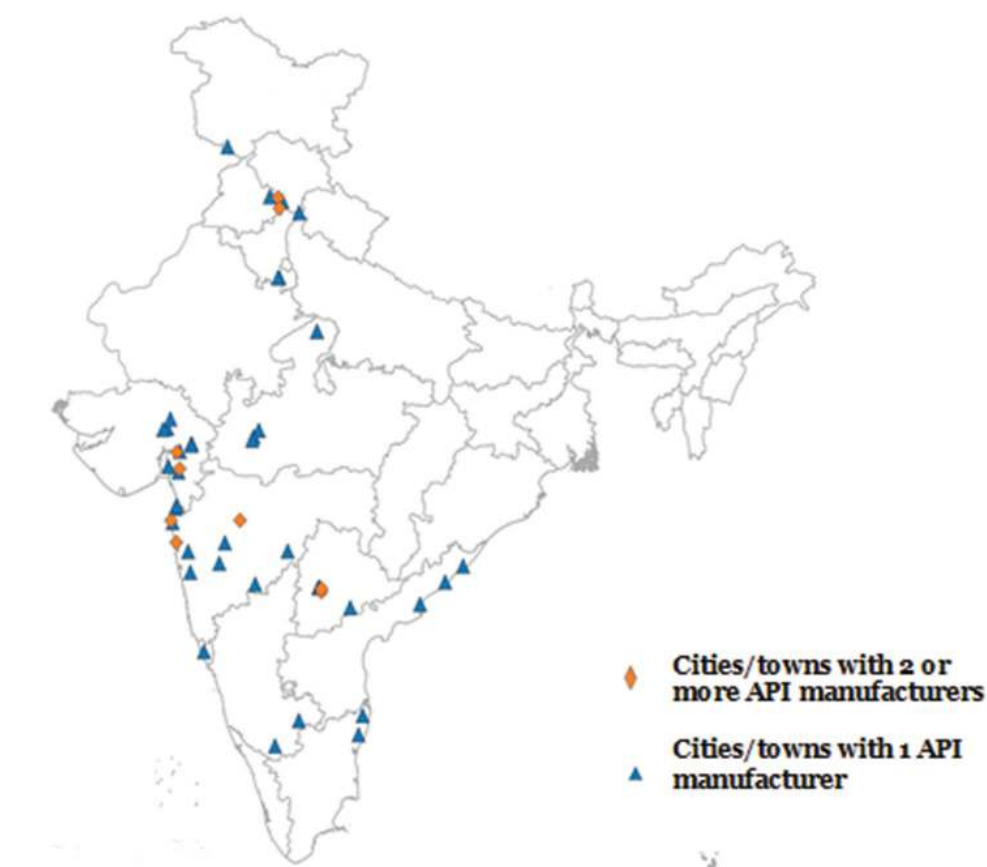 Cities/towns with 2 or
more API manufacturers
Cities/towns with 1 API
manufacturer